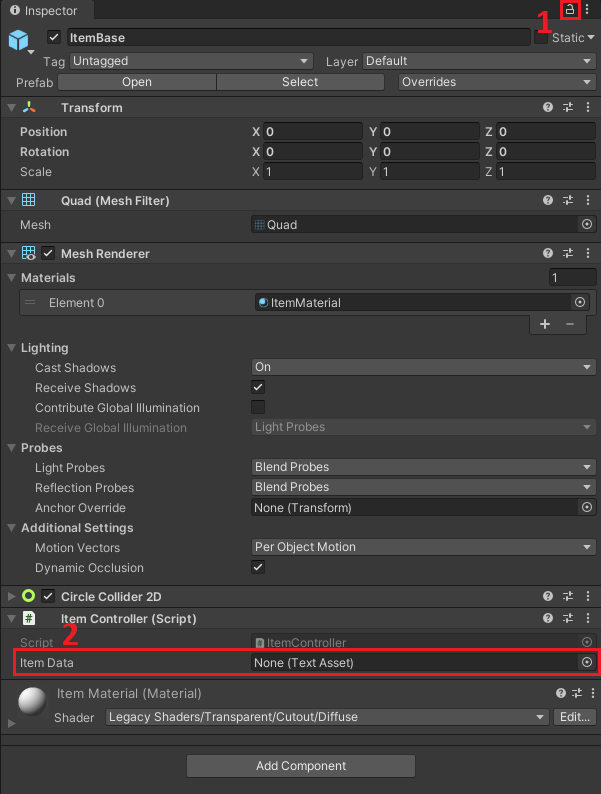 Inspector
1
ItemBase
Static
Tag Untagged Layer Default
Prefab Open Select Overrides
Transform
Position X 0 Y 0 Z 0
Rotation X 0 Y 0 Z 0
Scale X 1 Y 1 Z 1
Quad (Mesh Filter)
Mesh Quad
Mesh Renderer
Materials 1
Element 0 ItemMaterial
Lighting
Cast Shadows On
Receive Shadows
Contribute Global Illumination
Receive Global Illumination Light Probes
Probes
Light Probes Blend Probes
Reflection Probes Blend Probes
Anchor Override None (Transform)
Additional Settings
Motion Vectors Per Object Motion
Dynamic Occlusion
Circle Collider 2D
Item Controller (Script)
2
Script ItemController
Item Data None (Text Asset)
Item Material (Material)
Shader Legacy Shaders/Transparent/Cutout/Diffuse Edit...
Add Component